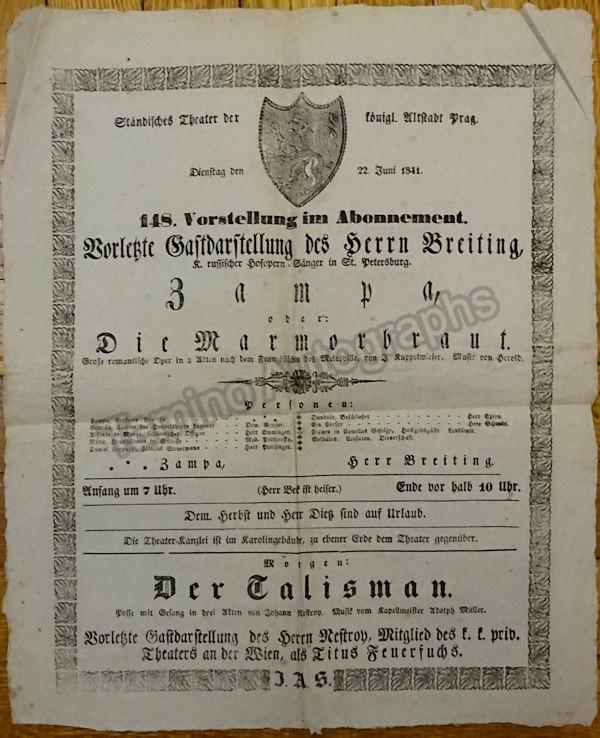 Ständisches Theater der königl. Altstadt Prag.
Dienstag den 22. Juni 1841.
148. Vorstellung im Abonnement.
Vorletzte Gastdarstellung des Herrn Breiting,
K. russischer Hofopern-Sänger in St. Petersburg.
Zampa,
oder:
Die Marmorbraut.
Große romantische Oper in 3 Akten nach dem Französischen des Melesville, von J. Kuppelwieser. Musik von Herold.
Personen:
Zampa, Herr Breiting.
Anfang um 7 Uhr. (Herr Bek ist heiser.) Ende vor halb 10 Uhr.
Dem. Herbst und Herr Dietz sind auf Urlaub.
Die Theater-Kanzlei ist im Karolingebäude, zu ebener Erde dem Theater gegenüber.
Morgen:
Der Talisman.
Posse mit Gesang in drei Akten von Johann Nestroy. Musik vom Kapellmeister Adolph Müller.
Vorletzte Gastdarstellung des Herrn Nestroy, Mitglied des k. k. priv.
Theaters an der Wien, als Titus Feuerfuchs.
J. A. S.